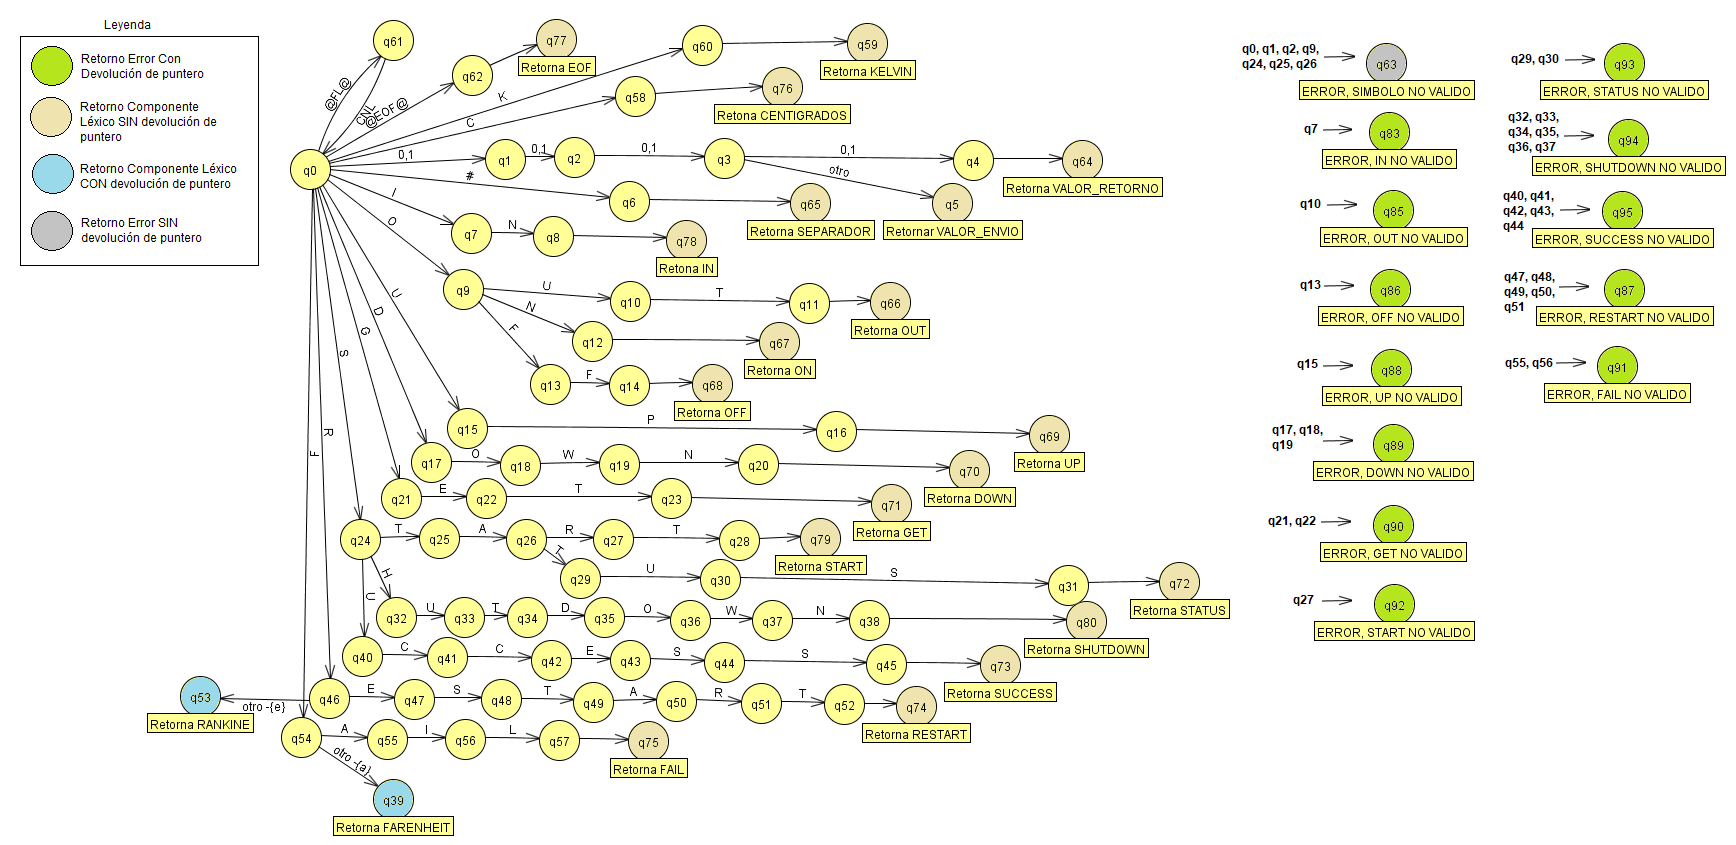 Leyenda
Retorno Error Con
Devolución de puntero
Retorno Componente
Léxico SIN devolución de
puntero
Retorno Componente Léxico
CON devolución de puntero
Retorno Error SIN
devolución de puntero
q61
@FL@
CNL
q62
@EOF@
q77
Retorna EOF
K
q60
q59
Retorna KELVIN
C
q58
q76
Retona CENTIGRADOS
q0
0,1
q1
0,1
q2
0,1
q3
0,1
q4
q64
Retorna VALOR_RETORNO
otro
q5
Retornar VALOR_ENVIO
#
q6
q65
Retorna SEPARADOR
I
q7
N
q8
q78
Retona IN
O
q9
U
q10
T
q11
q66
Retorna OUT
N
q12
q67
Retorna ON
F
q13
F
q14
q68
Retorna OFF
U
q15
P
q16
q69
Retorna UP
D
q17
O
q18
W
q19
N
q20
q70
Retorna DOWN
G
q21
E
q22
T
q23
q71
Retorna GET
S
q24
T
q25
A
q26
R
q27
T
q28
q79
Retorna START
T
q29
U
q30
S
q31
q72
Retorna STATUS
H
q32
U
q33
T
q34
D
q35
O
q36
W
q37
N
q38
q80
Retorna SHUTDOWN
U
q40
C
q41
C
q42
E
q43
S
q44
S
q45
q73
Retorna SUCCESS
R
q46
E
q47
S
q48
T
q49
A
q50
R
q51
T
q52
q74
Retorna RESTART
otro -{e}
q53
Retorna RANKINE
F
q54
A
q55
I
q56
L
q57
q75
Retorna FAIL
otro -{a}
q39
Retorna FARENHEIT
q0, q1, q2, q9,
q24, q25, q26
q63
ERROR, SIMBOLO NO VALIDO
q7
q83
ERROR, IN NO VALIDO
q10
q85
ERROR, OUT NO VALIDO
q13
q86
ERROR, OFF NO VALIDO
q15
q88
ERROR, UP NO VALIDO
q17, q18,
q19
q89
ERROR, DOWN NO VALIDO
q21, q22
q90
ERROR, GET NO VALIDO
q27
q92
ERROR, START NO VALIDO
q29, q30
q93
ERROR, STATUS NO VALIDO
q32, q33,
q34, q35,
q36, q37
q94
ERROR, SHUTDOWN NO VALIDO
q40, q41,
q42, q43,
q44
q95
ERROR, SUCCESS NO VALIDO
q47, q48,
q49, q50,
q51
q87
ERROR, RESTART NO VALIDO
q55, q56
q91
ERROR, FAIL NO VALIDO